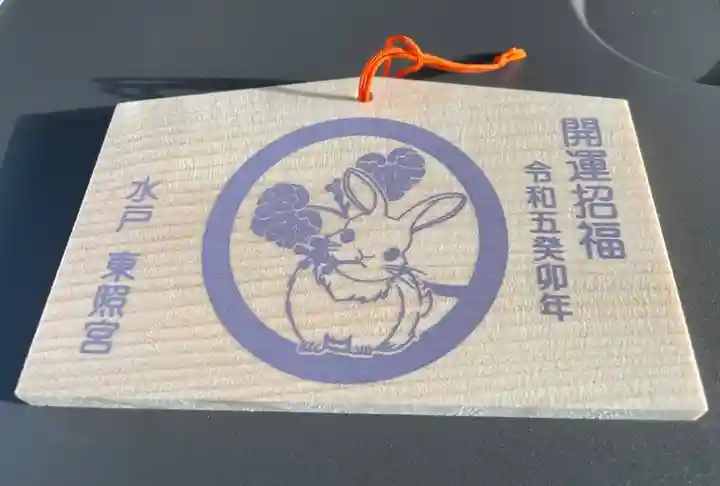 開運招福
令和五癸卯年
水戸 東照宮